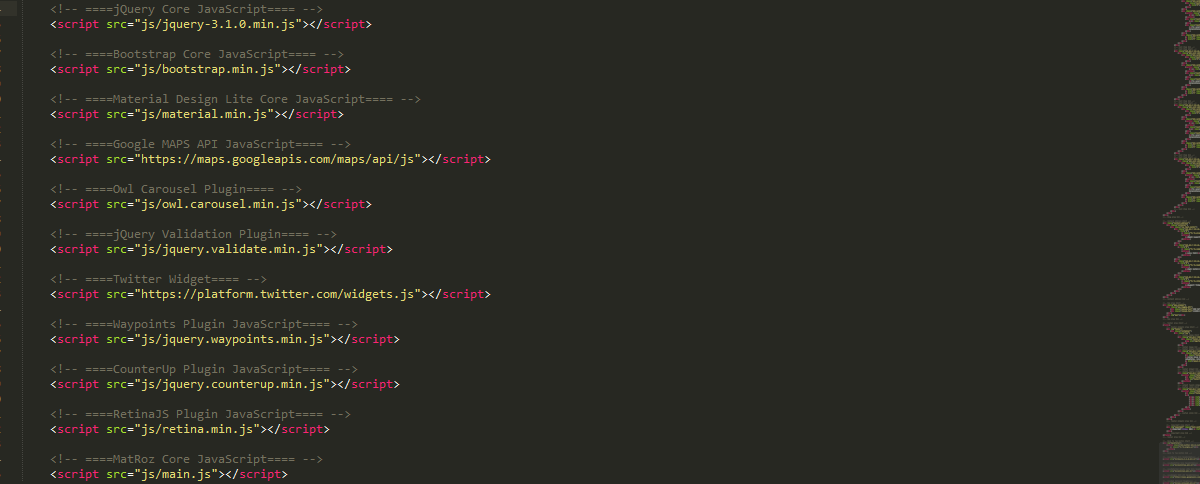 <!-- ====jQuery Core JavaScript==== -->
<script src="js/jquery-3.1.0.min.js"></script>
<!-- ====Bootstrap Core JavaScript==== -->
<script src="js/bootstrap.min.js"></script>
<!-- ====Material Design Lite Core JavaScript==== -->
<script src="js/material.min.js"></script>
<!-- ====Google MAPS API JavaScript==== -->
<script src="https://maps.googleapis.com/maps/api/js"></script>
<!-- ====Owl Carousel Plugin==== -->
<script src="js/owl.carousel.min.js"></script>
<!-- ====jQuery Validation Plugin==== -->
<script src="js/jquery.validate.min.js"></script>
<!-- ====Twitter Widget==== -->
<script src="https://platform.twitter.com/widgets.js"></script>
<!-- ====Waypoints Plugin JavaScript==== -->
<script src="js/jquery.waypoints.min.js"></script>
<!-- ====CounterUp Plugin JavaScript==== -->
<script src="js/jquery.counterup.min.js"></script>
<!-- ====RetinaJS Plugin JavaScript==== -->
<script src="js/retina.min.js"></script>
<!-- ====MatRoz Core JavaScript==== -->
<script src="js/main.js"></script>